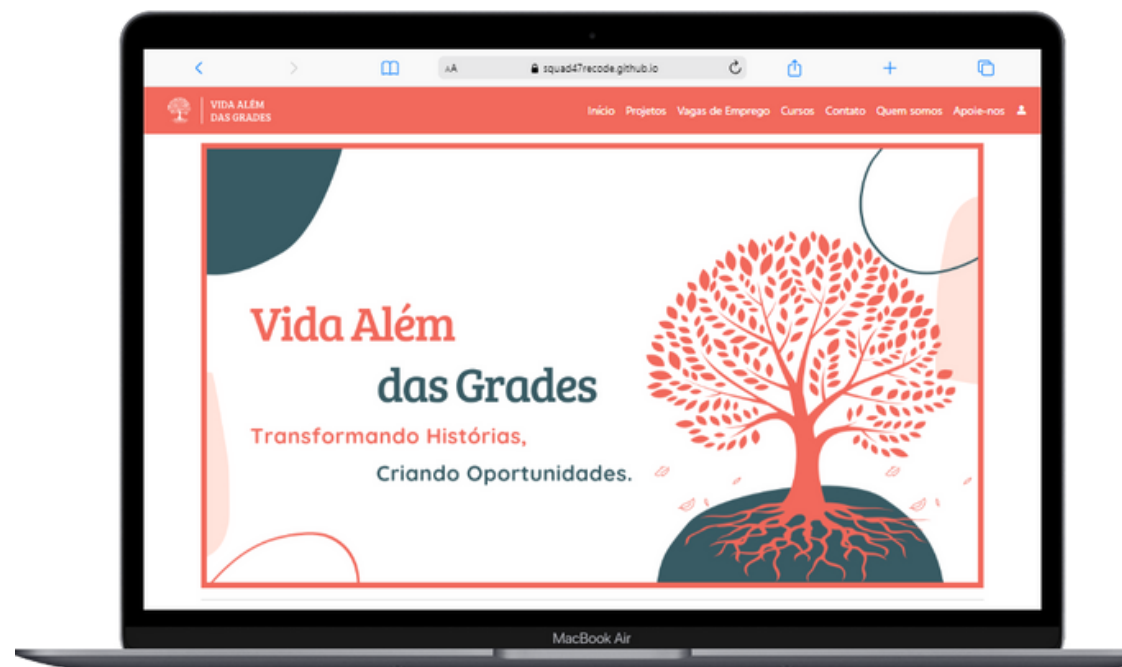 AA
squad47recode.github.io
VIDA ALÉM
DAS GRADES
Início Projetos Vagas de Emprego Cursos Contato Quem somos Apoie-nos
Vida Além
das Grades
Transformando Histórias,
Criando Oportunidades.
MacBook Air